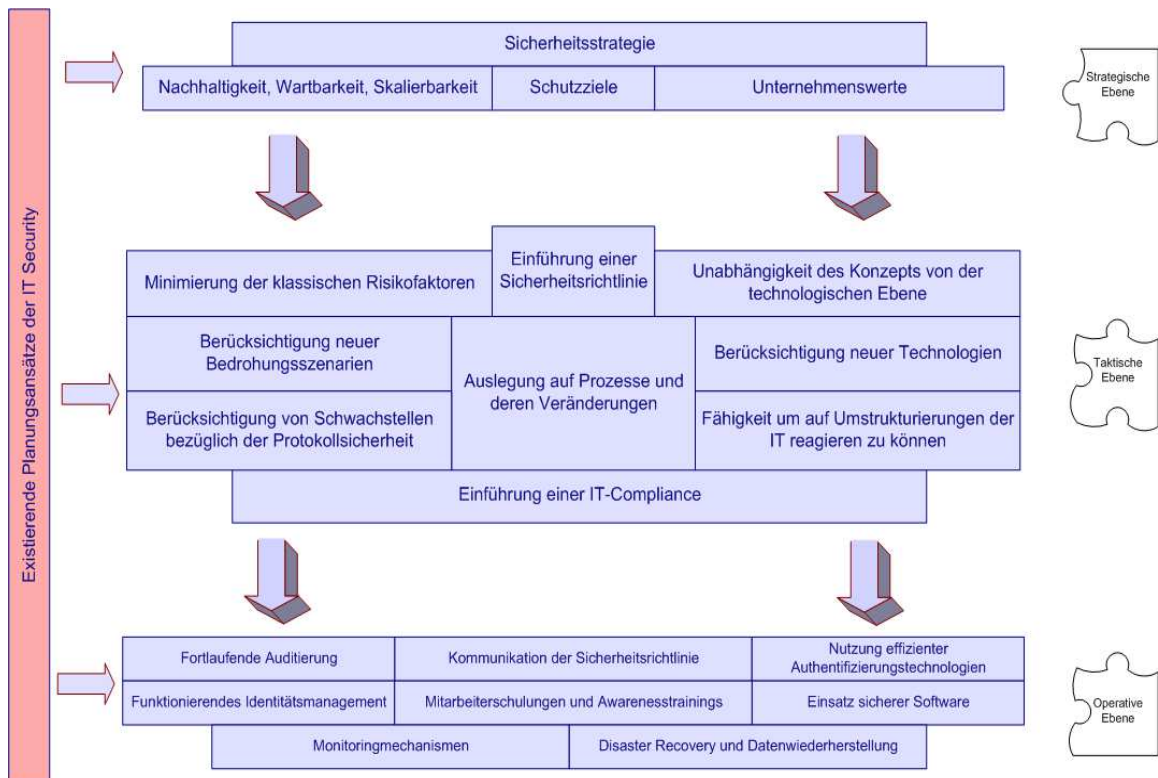 Existierende Planungsansätze der IT Security
Sicherheitsstrategie
Nachhaltigkeit, Wartbarkeit, Skalierbarkeit
Schutzziele
Unternehmenswerte
Strategische
Ebene
Minimierung der klassischen Risikofaktoren
Einführung einer
Sicherheitsrichtlinie
Unabhängigkeit des Konzepts von der
technologischen Ebene
Berücksichtigung neuer
Bedrohungsszenarien
Auslegung auf Prozesse und
deren Veränderungen
Berücksichtigung neuer Technologien
Berücksichtigung von Schwachstellen
bezüglich der Protokollsicherheit
Fähigkeit um auf Umstrukturierungen der
IT reagieren zu können
Einführung einer IT-Compliance
Taktische
Ebene
Fortlaufende Auditierung
Kommunikation der Sicherheitsrichtlinie
Nutzung effizienter
Authentifizierungstechnologien
Funktionierendes Identitätsmanagement
Mitarbeiterschulungen und Awarenesstrainings
Einsatz sicherer Software
Monitoringmechanismen
Disaster Recovery und Datenwiederherstellung
Operative
Ebene